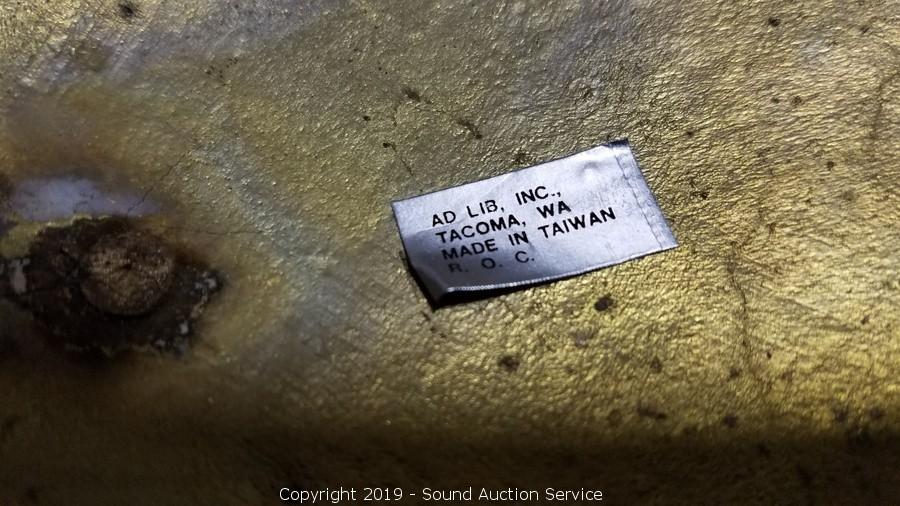 AD LIB, INC.,
TACOMA, WA
MADE IN TAIWAN
R. O. C.
Copyright 2019 - Sound Auction Service